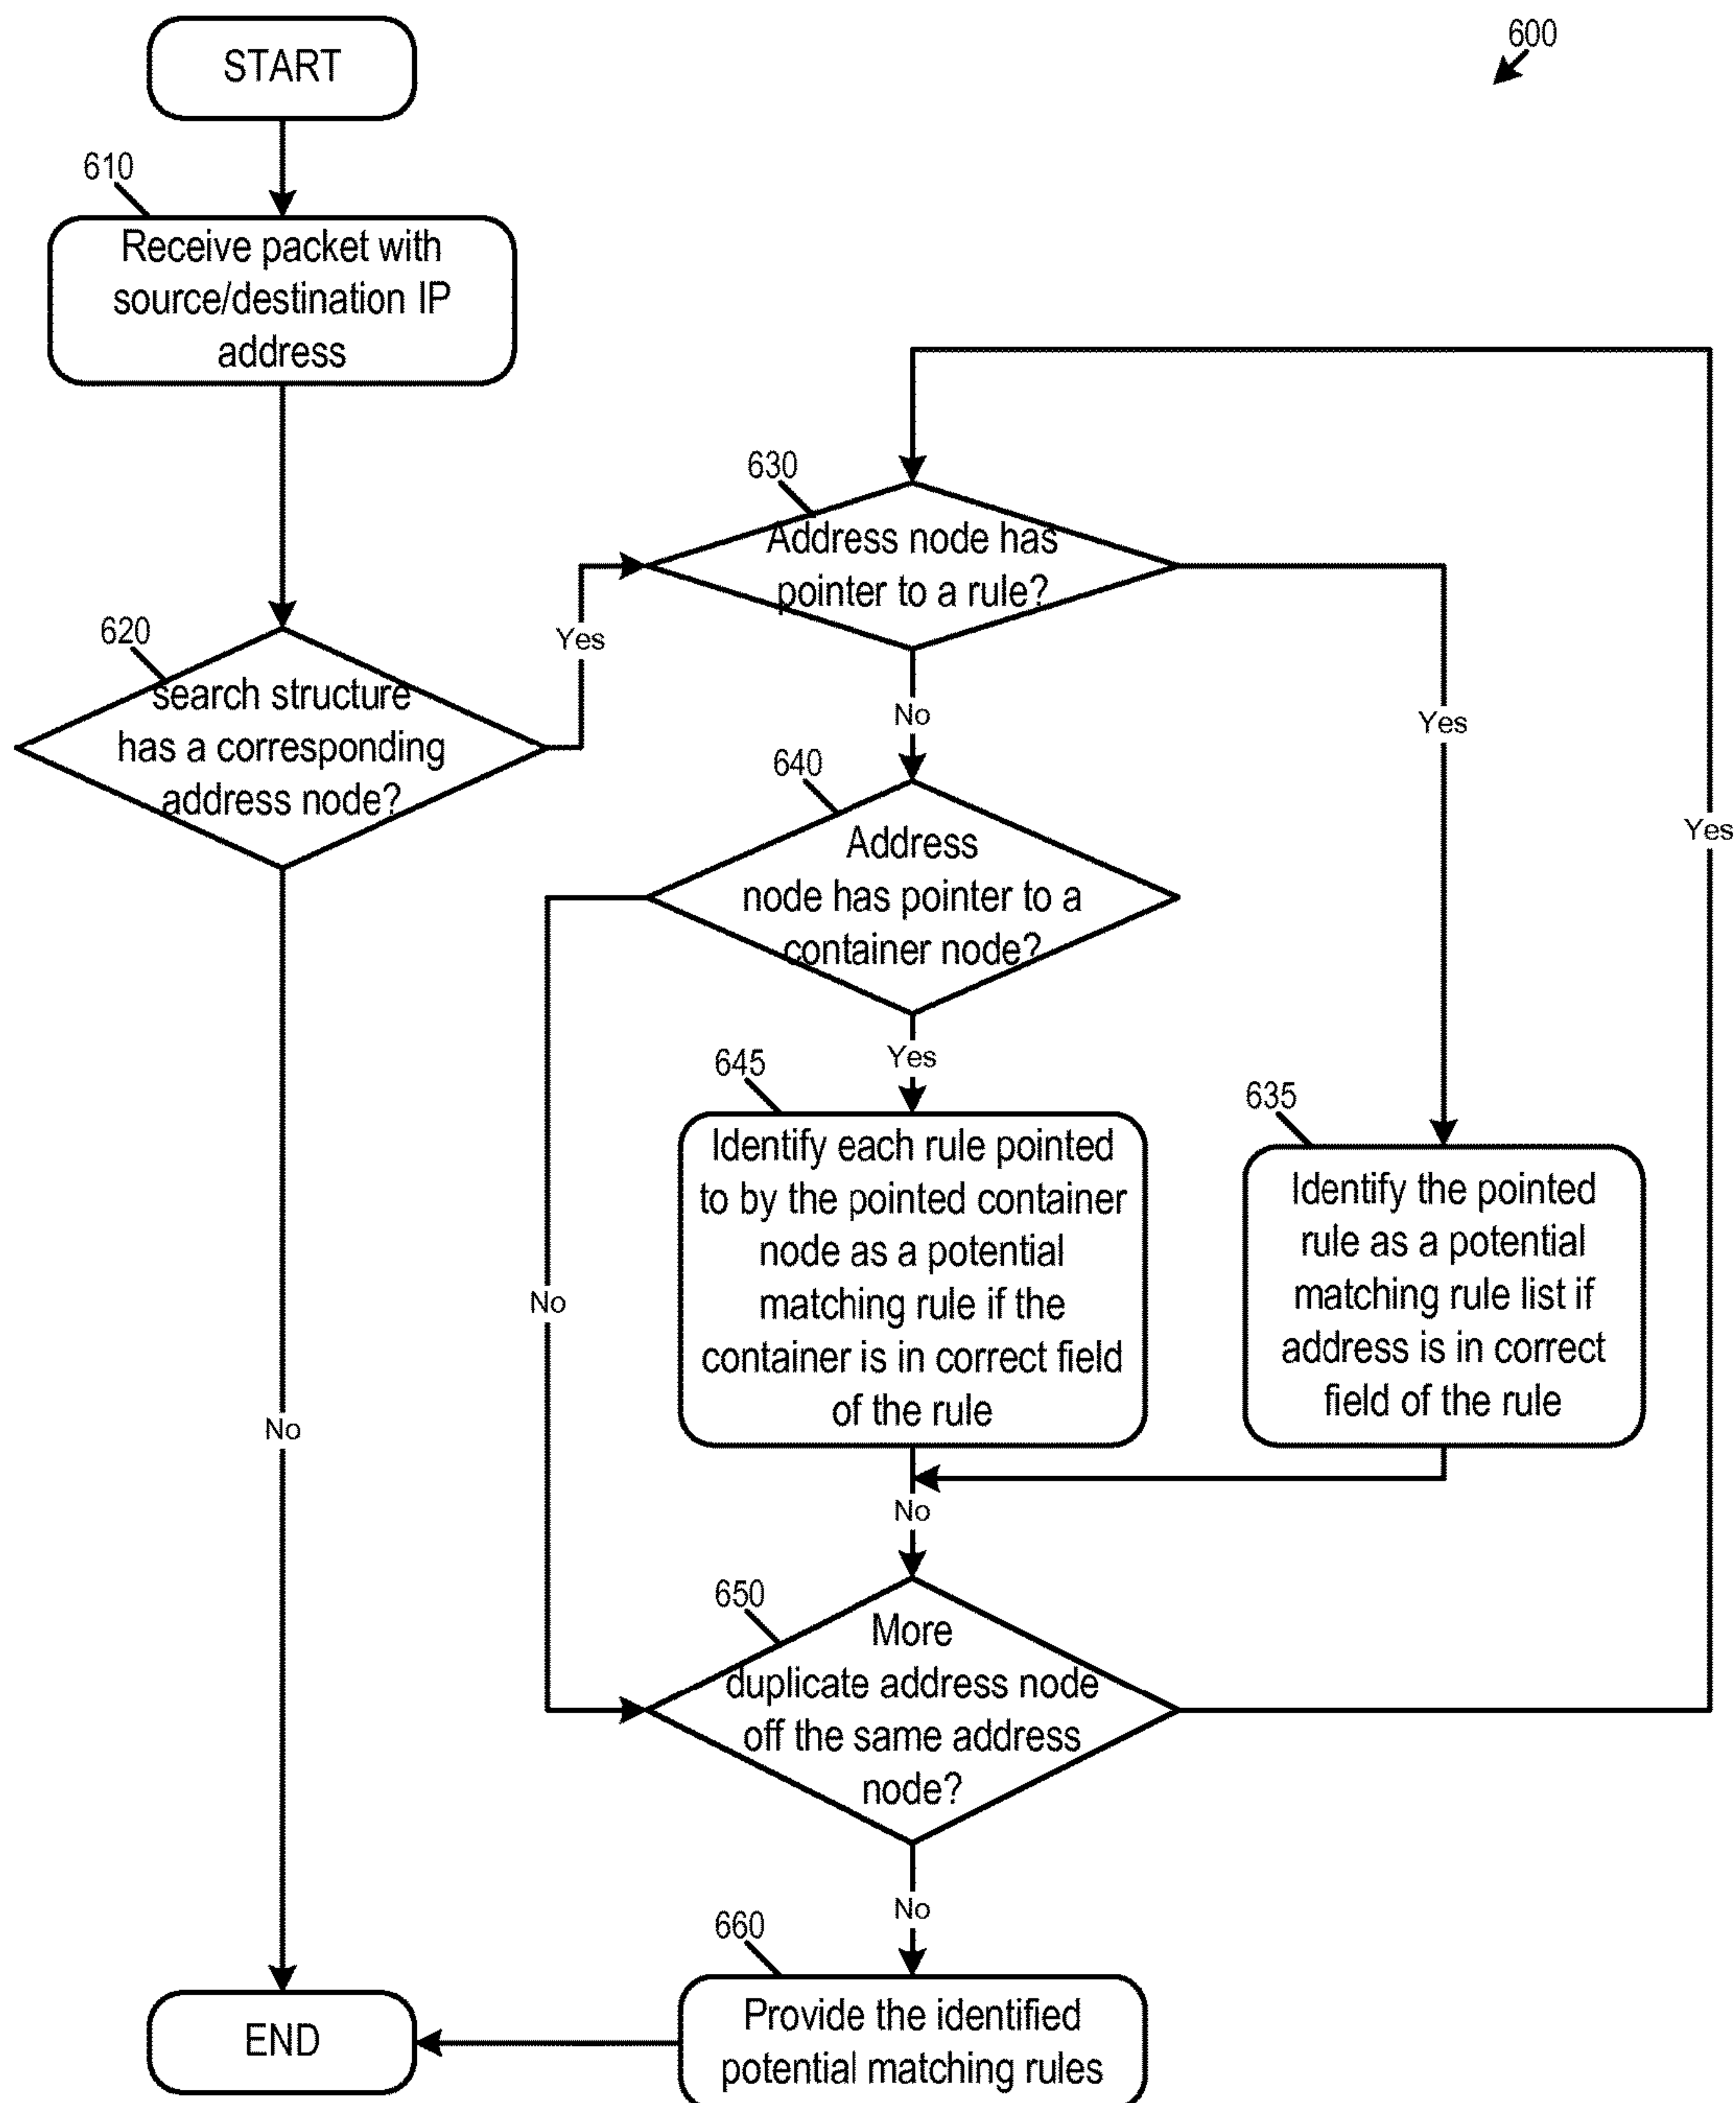 600
START
610
Receive packet with
source/destination IP
address
620
search structure
has a corresponding
address node?
Yes
No
630
Address node has
pointer to a rule?
No
Yes
640
Address
node has pointer to a
container node?
No
Yes
645
Identify each rule pointed
to by the pointed container
node as a potential
matching rule if the
container is in correct field
of the rule
635
Identify the pointed
rule as a potential
matching rule list if
address is in correct
field of the rule
No
650
More
duplicate address node
off the same address
node?
Yes
No
660
Provide the identified
potential matching rules
END